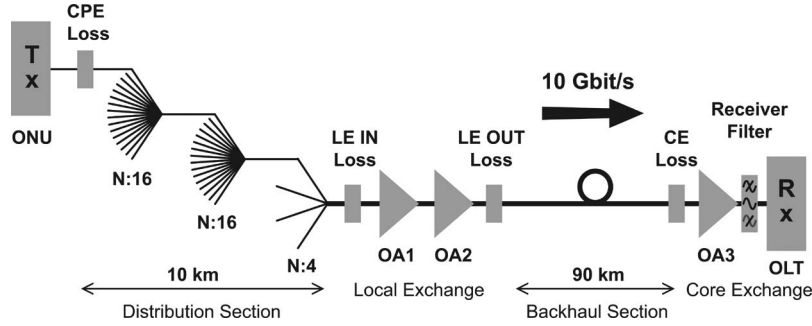 CPE
Loss
T
x
ONU
N:16
N:16
N:4
LE IN
Loss
OA1
OA2
LE OUT
Loss
10 Gbit/s
CE
Loss
OA3
Receiver
Filter
R
x
OLT
10 km
90 km
Distribution Section
Local Exchange
Backhaul Section
Core Exchange